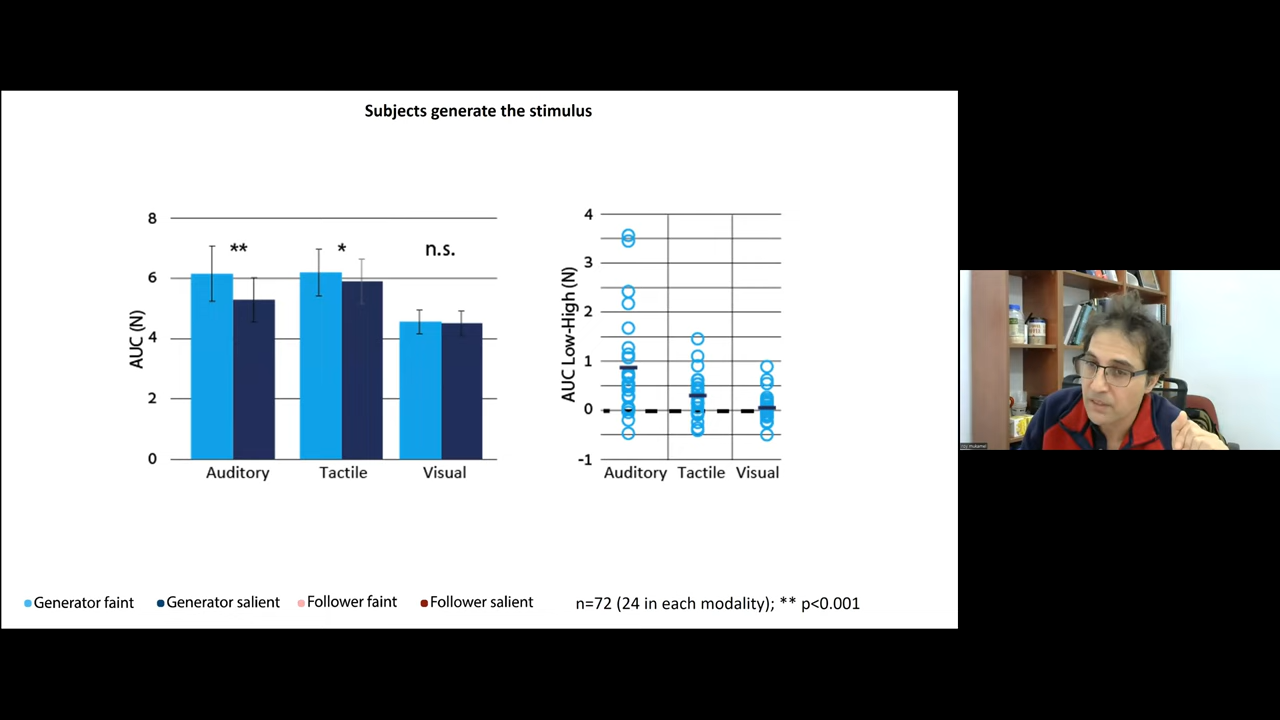 Subjects generate the stimulus
8
6
4
2
0
AUC (N)
**
*
n.s.
Auditory
Tactile
Visual
4
3
2
1
0
-1
AUC Low-High (N)
Auditory
Tactile
Visual
Generator faint
Generator salient
Follower faint
Follower salient
n=72 (24 in each modality); ** p<0.001